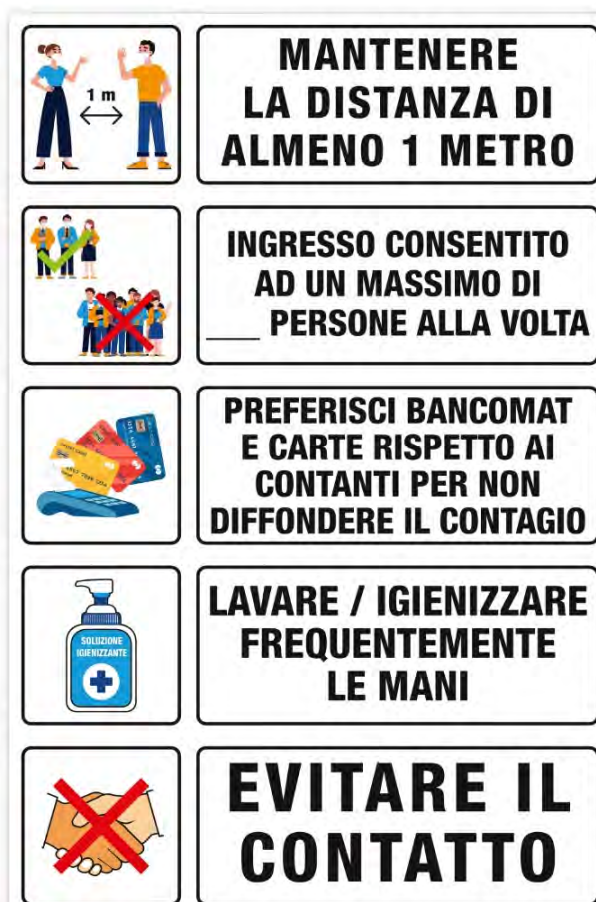 1 m
MANTENERE
LA DISTANZA DI
ALMENO 1 METRO
INGRESSO CONSENTITO
AD UN MASSIMO DI
___ PERSONE ALLA VOLTA
PREFERISCI BANCOMAT
E CARTE RISPETTO AI
CONTANTI PER NON
DIFFONDERE IL CONTAGIO
SOLUZIONE
IGIENIZZANTE
LAVARE / IGIENIZZARE
FREQUENTEMENTE
LE MANI
EVITARE IL
CONTATTO